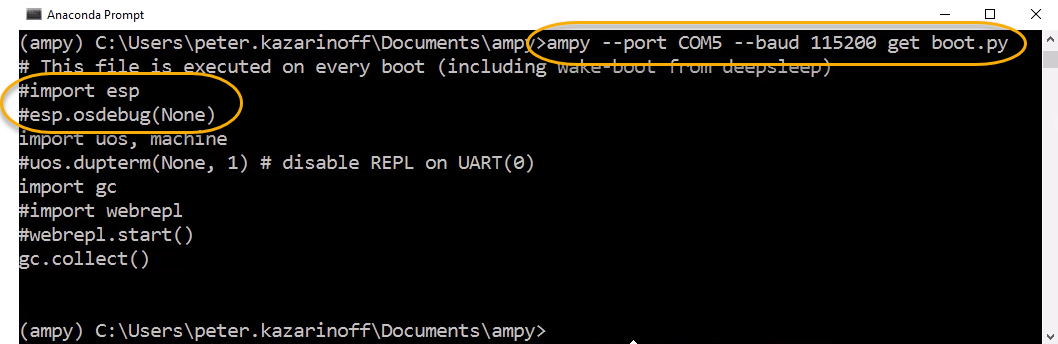 Anaconda Prompt
(ampy) C:\Users\peter.kazarinoff\Documents\ampy>ampy --port COM5 --baud 115200 get boot.py
# This file is executed on every boot (including wake-boot from deepsleep)
#import esp
#esp.osdebug(None)
import uos, machine
#uos.dupterm(None, 1) # disable REPL on UART(0)
import gc
#import webrepl
#webrepl.start()
gc.collect()
(ampy) C:\Users\peter.kazarinoff\Documents\ampy>